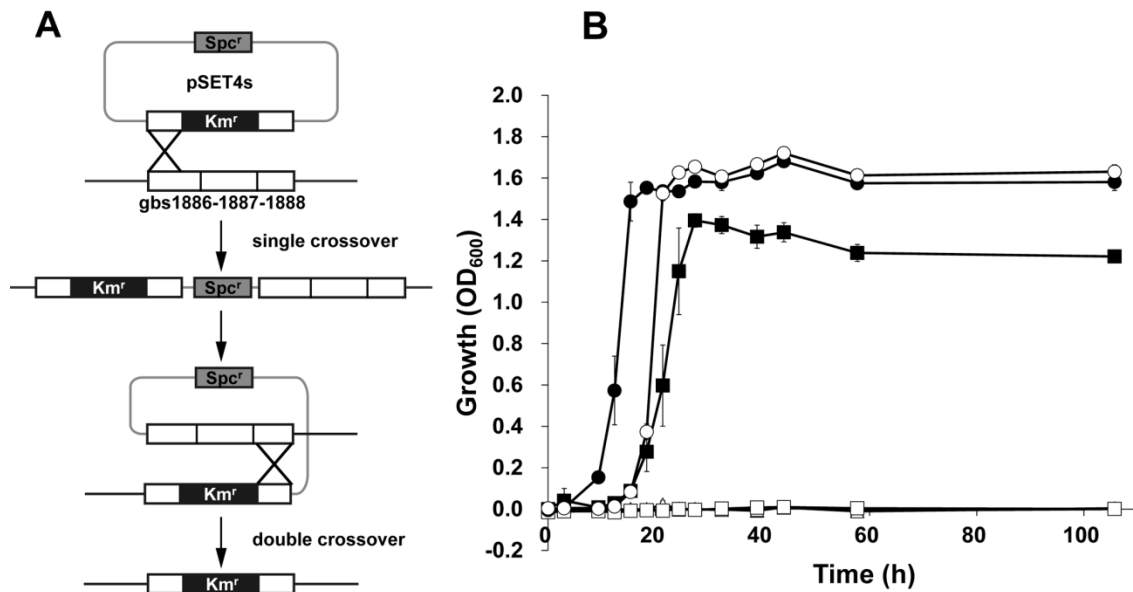 A
Spcʳ
pSET4s
Kmʳ
gbs1886-1887-1888
single crossover
Kmʳ
Spcʳ
Spcʳ
Kmʳ
double crossover
Kmʳ
B
Growth (OD₆₀₀)
2.0
1.8
1.6
1.4
1.2
1.0
0.8
0.6
0.4
0.2
0.0
-0.2
0
20
40
60
80
100
Time (h)